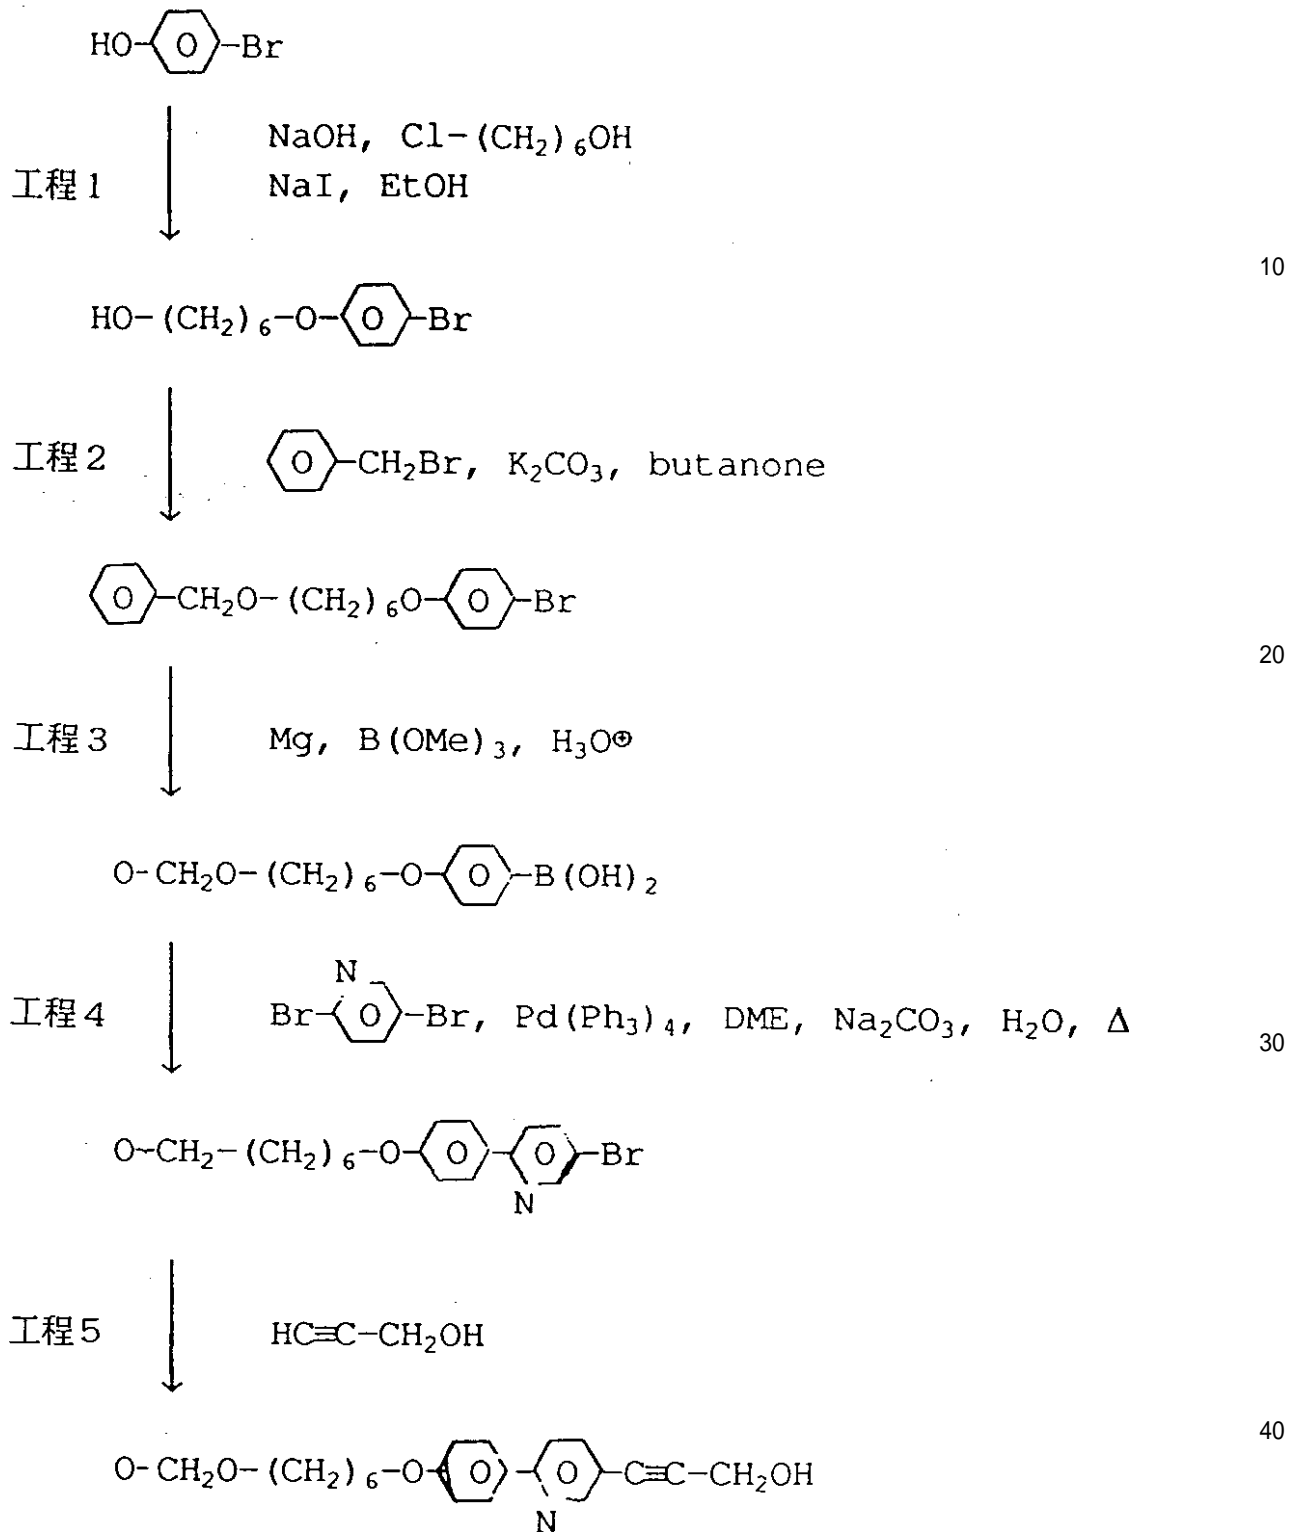 HO-O-Br
NaOH, Cl-(CH2)6OH
工程1
NaI, EtOH
10
HO-(CH2)6-O-O-Br
工程2
O-CH2Br, K2CO3, butanone
O-CH2O-(CH2)6O-O-Br
20
工程3
Mg, B(OMe)3, H3O⊕
O-CH2O-(CH2)6-O-O-B(OH)2
N
工程4
Br-O-Br, Pd(Ph3)4, DME, Na2CO3, H2O, Δ
30
O-CH2-(CH2)6-O-O-O-Br
N
工程5
HC≡C-CH2OH
40
O-CH2O-(CH2)6-O-O-O-C≡C-CH2OH
N